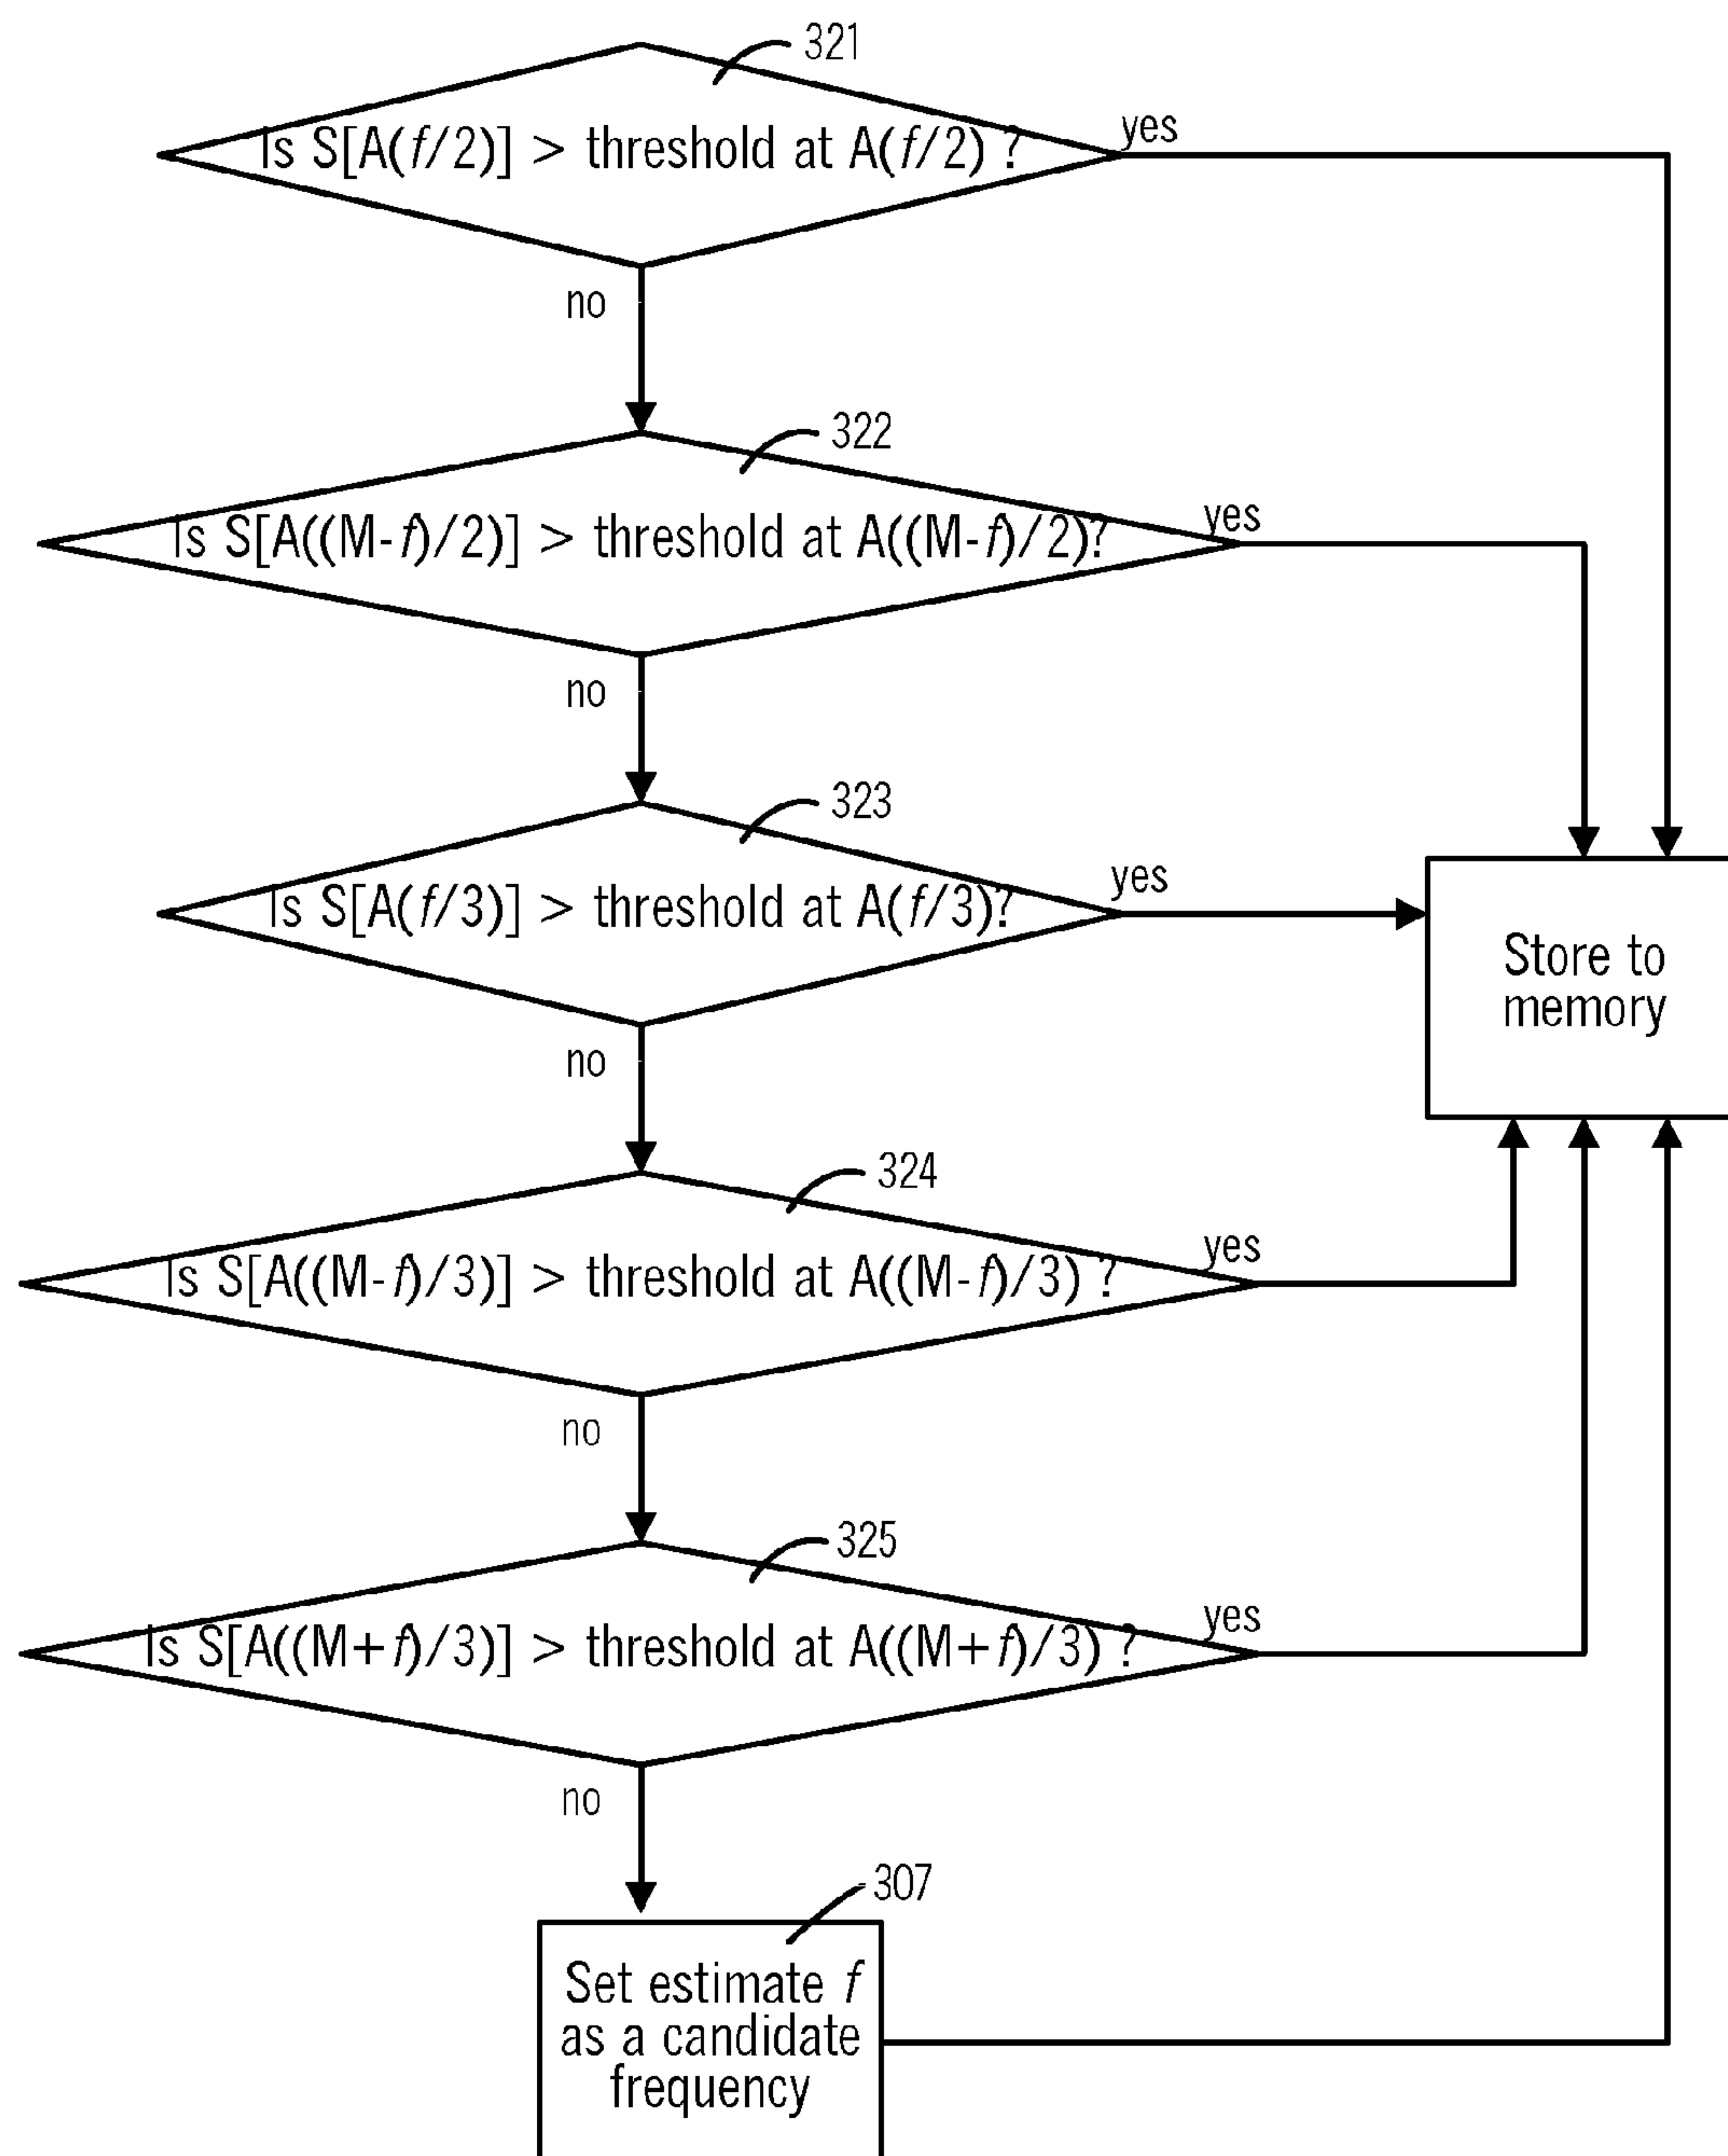 321
Is S[A(f/2)] > threshold at A(f/2) ?
yes
no
322
Is S[A((M-f)/2)] > threshold at A((M-f)/2)?
yes
no
323
Is S[A(f/3)] > threshold at A(f/3)?
yes
Store to
memory
no
324
Is S[A((M-f)/3)] > threshold at A((M-f)/3) ?
yes
no
325
Is S[A((M+f)/3)] > threshold at A((M+f)/3) ?
yes
no
307
Set estimate f
as a candidate
frequency